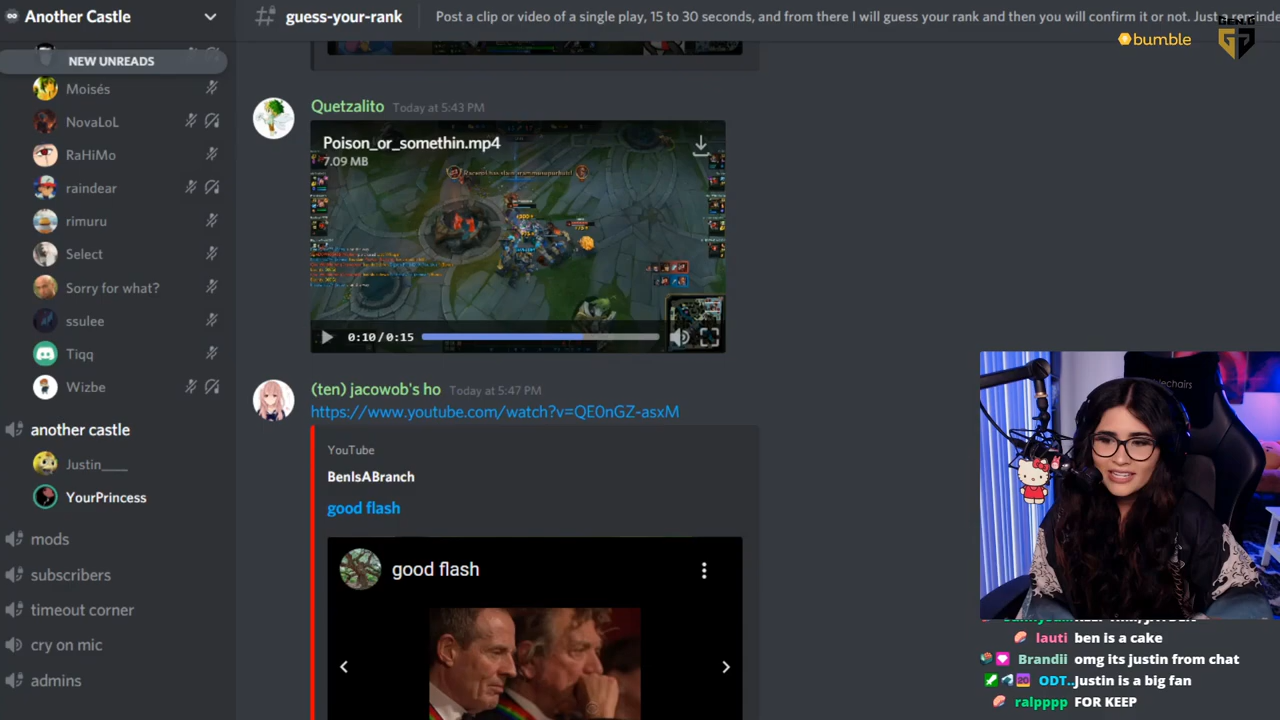 Another Castle
guess-your-rank
Post a clip or video of a single play, 15 to 30 seconds, and from there I will guess your rank and then you will confirm it or not. Just a
GEN.G
bumble
NEW UNREADS
Moisés
NovaLoL
RaHiMo
raindear
rimuru
Select
Sorry for what?
ssulee
Tiqq
Wizbe
another castle
Justin____
YourPrincess
mods
subscribers
timeout corner
cry on mic
admins
Quetzalito Today at 5:43 PM
Poison_or_somethin.mp4
7.09 MB
0:10/0:15
(ten) jacowob's ho Today at 5:47 PM
https://www.youtube.com/watch?v=QE0nGZ-asxM
YouTube
BenIsABranch
good flash
good flash
lauti ben is a cake
Brandii omg its justin from chat
ODT.. Justin is a big fan
ralpppp FOR KEEP